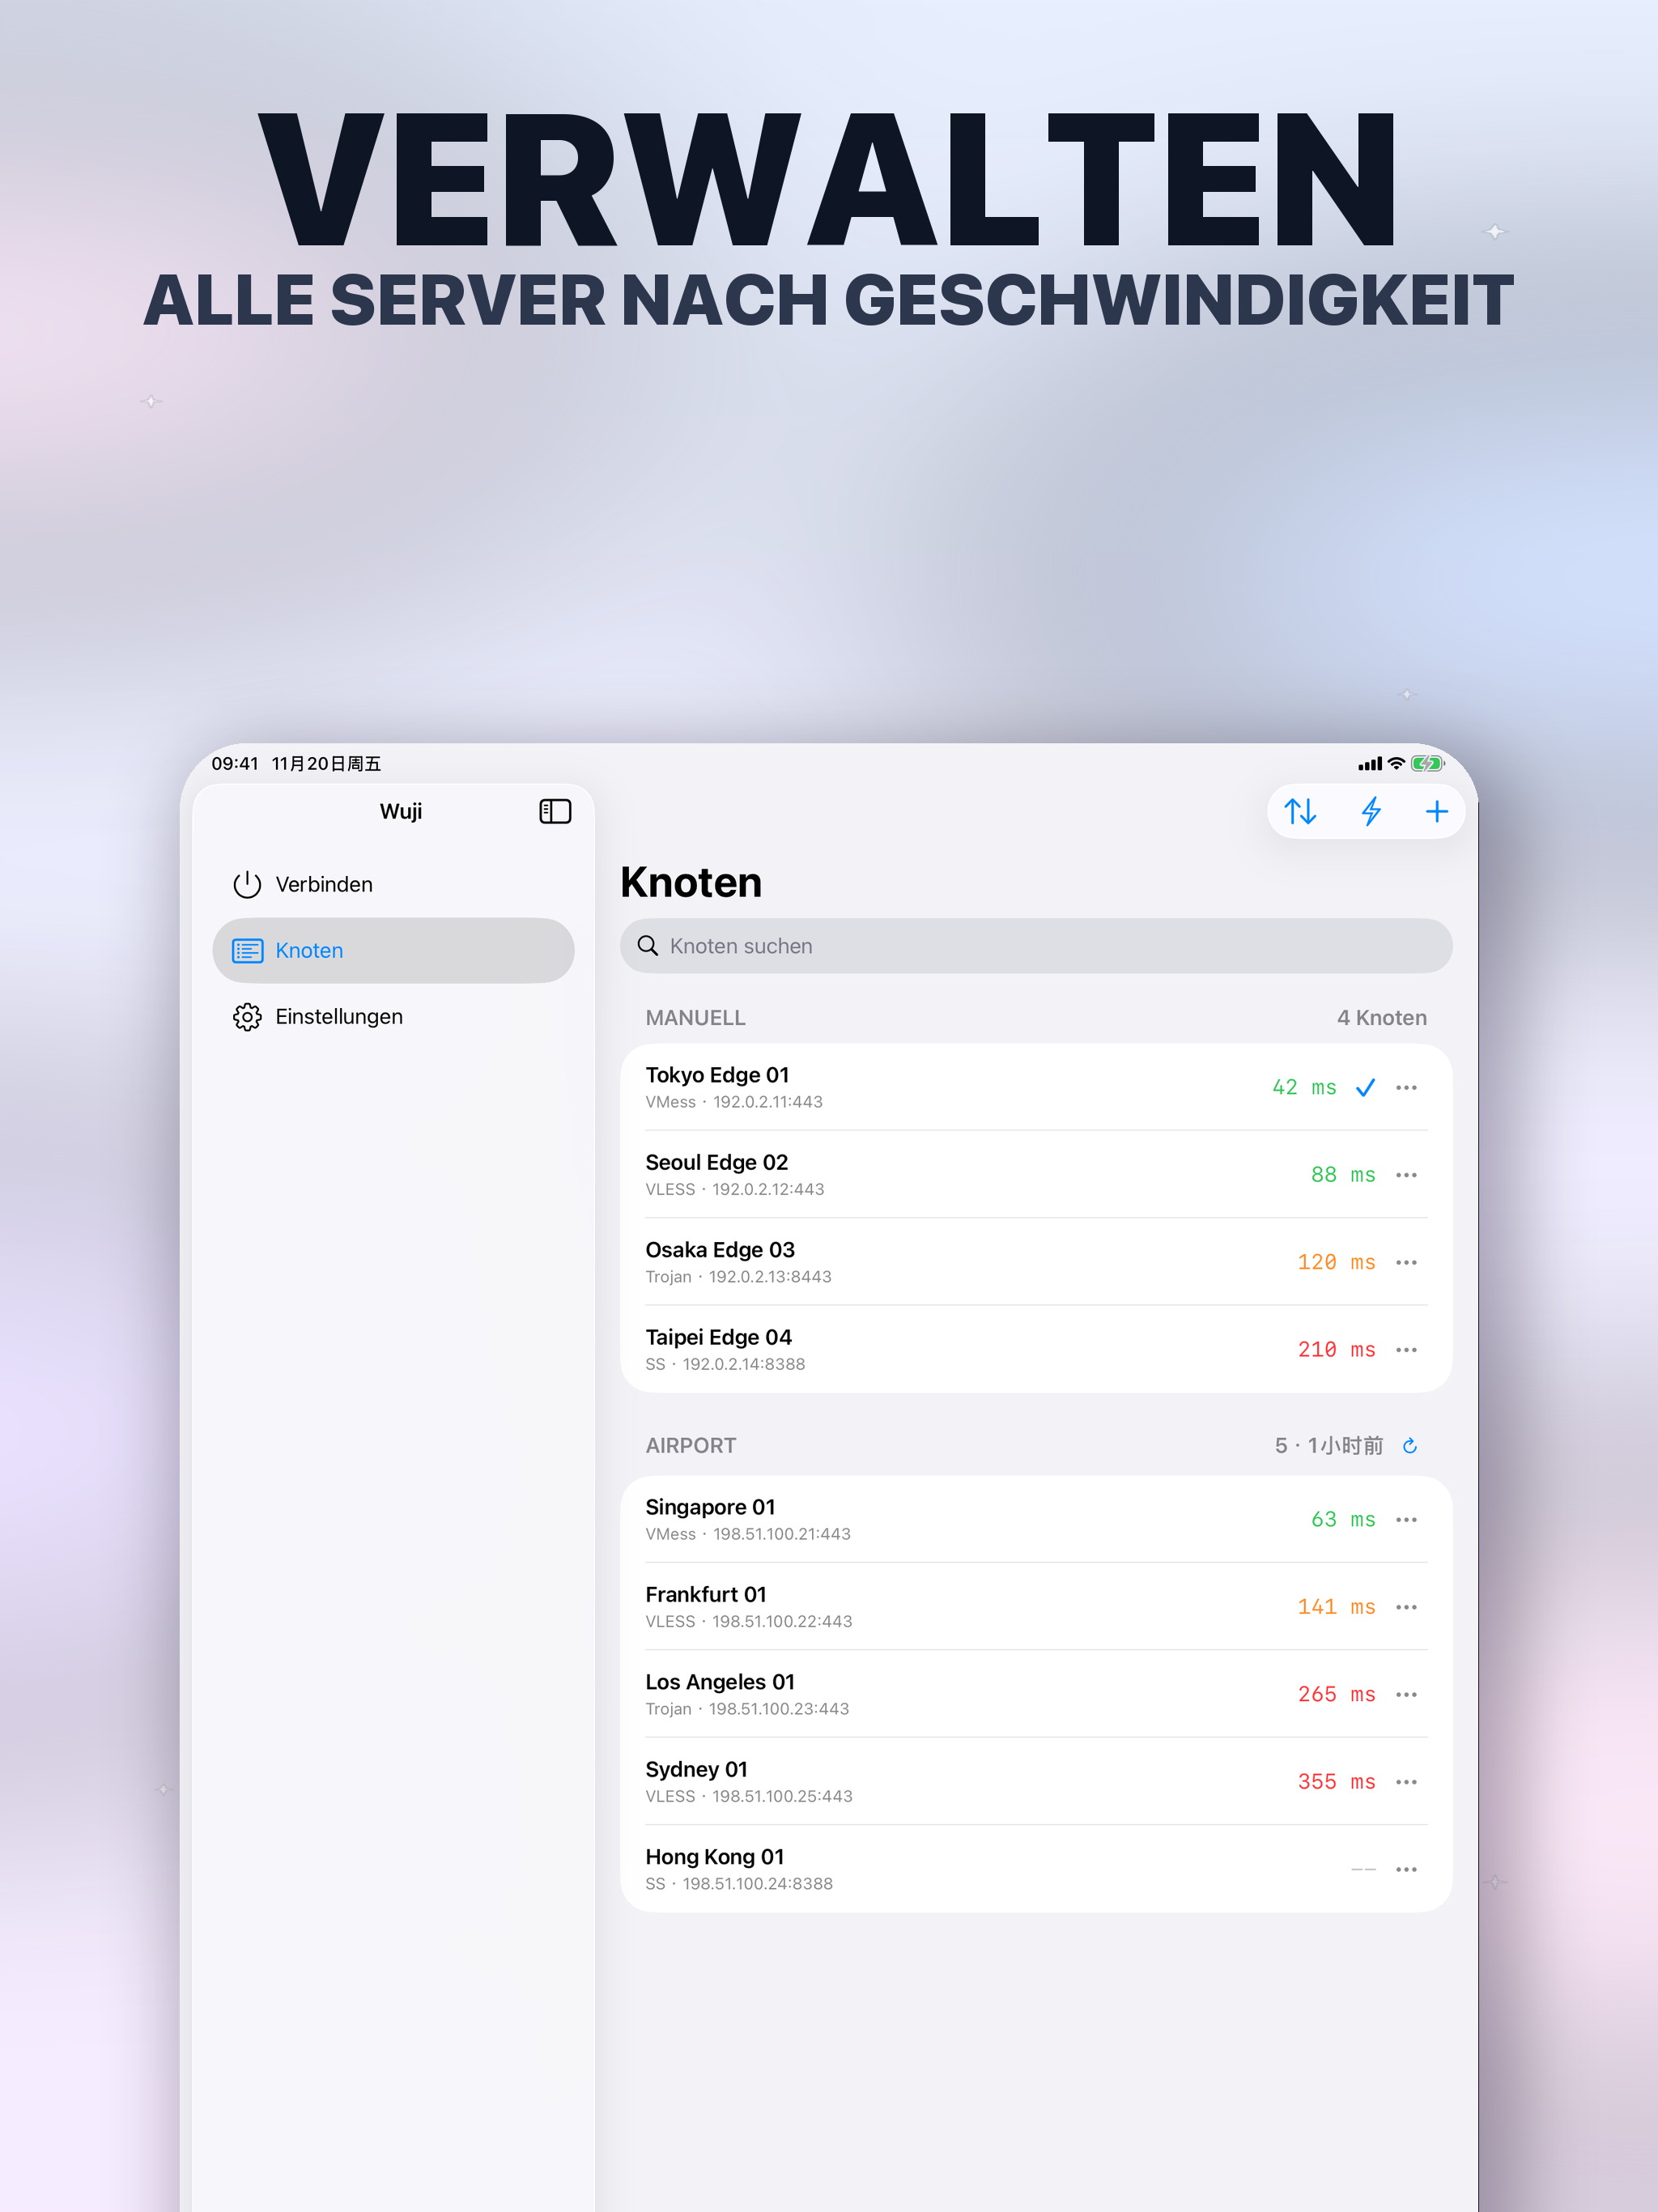 VERWALTEN
ALLE SERVER NACH GESCHWINDIGKEIT
09:41 11月20日周五
Wuji
Verbinden
Knoten
Einstellungen
Knoten
Knoten suchen
MANUELL 4 Knoten
Tokyo Edge 01
VMess · 192.0.2.11:443
42 ms
Seoul Edge 02
VLESS · 192.0.2.12:443
88 ms
Osaka Edge 03
Trojan · 192.0.2.13:8443
120 ms
Taipei Edge 04
SS · 192.0.2.14:8388
210 ms
AIRPORT 5 · 1小时前
Singapore 01
VMess · 198.51.100.21:443
63 ms
Frankfurt 01
VLESS · 198.51.100.22:443
141 ms
Los Angeles 01
Trojan · 198.51.100.23:443
265 ms
Sydney 01
VLESS · 198.51.100.25:443
355 ms
Hong Kong 01
SS · 198.51.100.24:8388
——